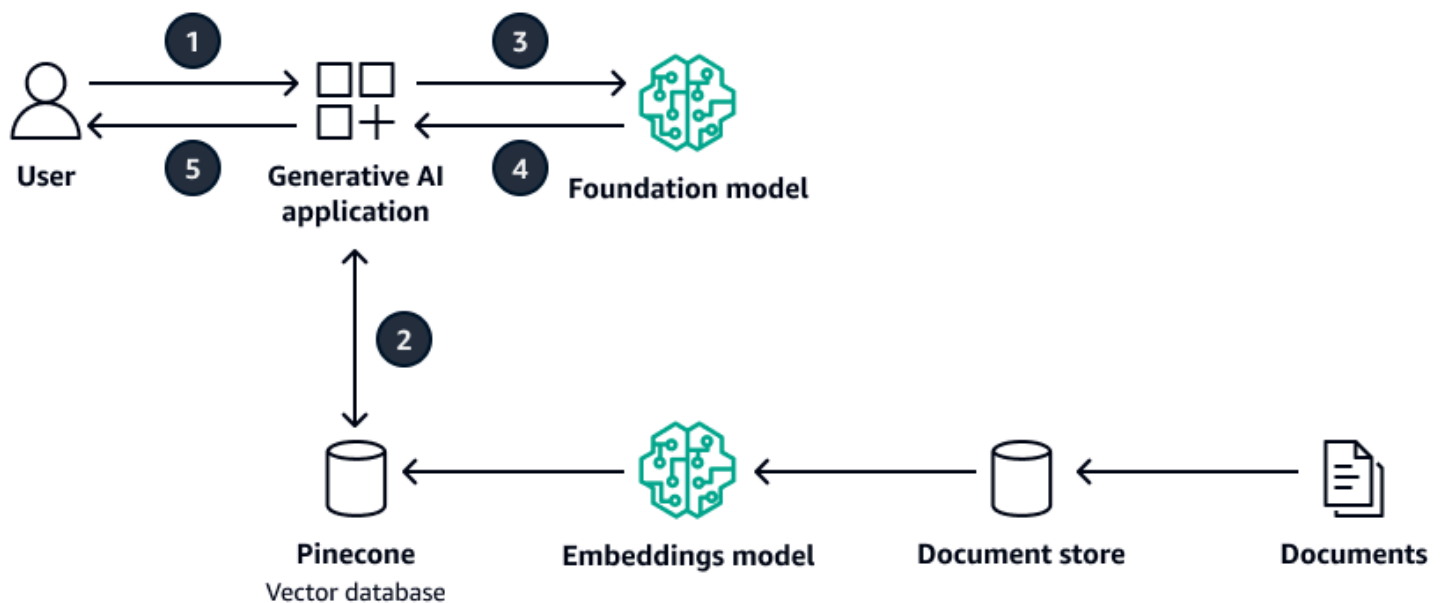 1
3
5
4
User
Generative AI
application
Foundation model
2
Pinecone
Vector database
Embeddings model
Document store
Documents